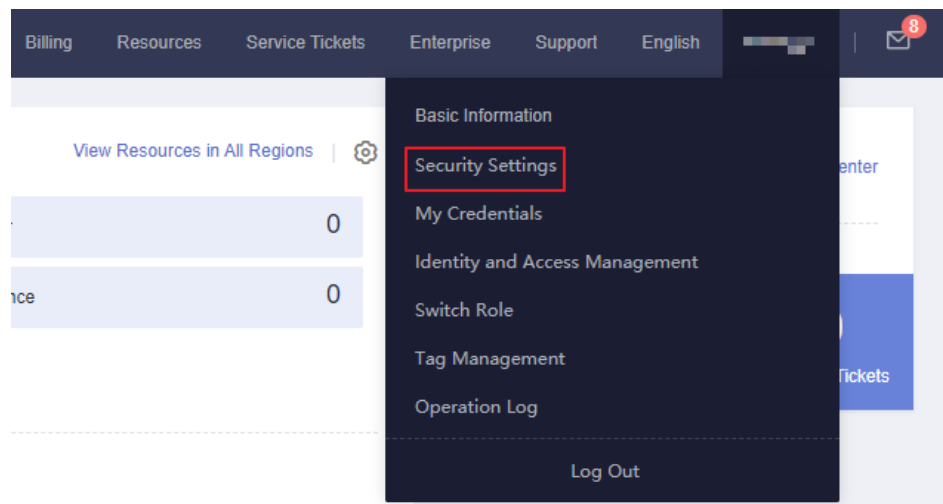 Billing Resources Service Tickets Enterprise Support English 8
Basic Information
View Resources in All Regions
Security Settings
enter
My Credentials
0
Identity and Access Management
nce 0
Switch Role
Tag Management
Tickets
Operation Log
Log Out